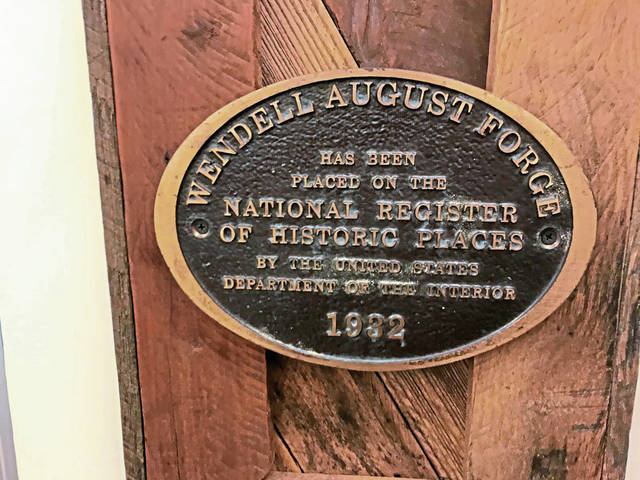 WENDELL AUGUST FORGE
HAS BEEN
PLACED ON THE
NATIONAL REGISTER
OF HISTORIC PLACES
BY THE UNITED STATES
DEPARTMENT OF THE INTERIOR
1932